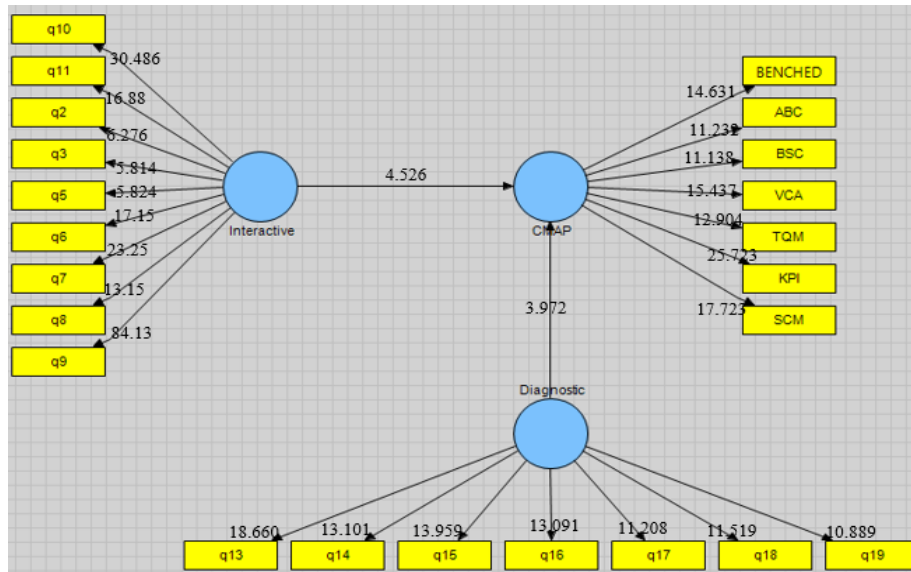 q10
30.486
q11
16.88
q2
6.276
q3
5.814
q5
5.824
q6
17.15
q7
23.25
q8
13.15
q9
84.13
Interactive
4.526
CMAP
BENCHED
14.631
ABC
11.232
BSC
11.138
VCA
15.437
TQM
12.904
KPI
25.723
SCM
17.723
3.972
Diagnostic
18.660
13.101
13.959
13.091
11.208
11.519
10.889
q13
q14
q15
q16
q17
q18
q19